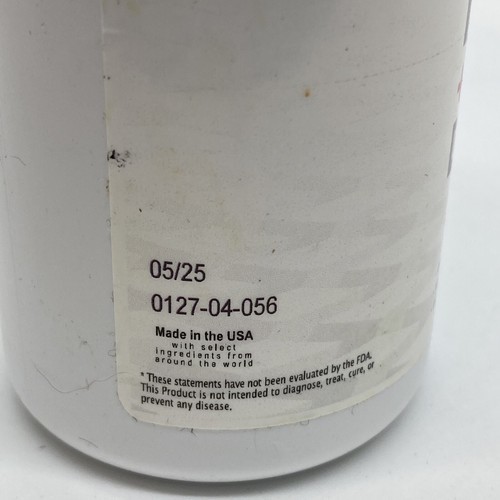 05/25
0127-04-056
Made in the USA
with select
ingredients from
around the world
* These statements have not been evaluated by the FDA.
This Product is not intended to diagnose, treat, cure, or
prevent any disease.